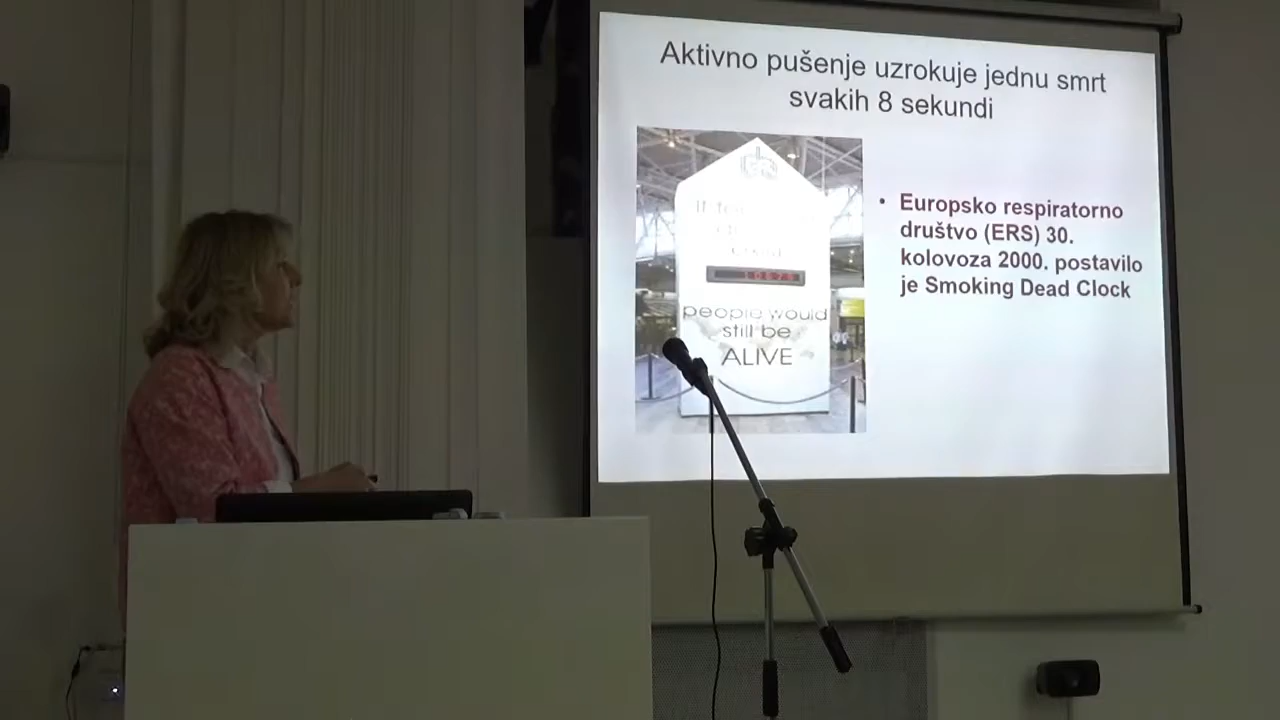 Aktivno pušenje uzrokuje jednu smrt
svakih 8 sekundi
If
people would
still be
ALIVE
• Europsko respiratorno
društvo (ERS) 30.
kolovoza 2000. postavilo
je Smoking Dead Clock